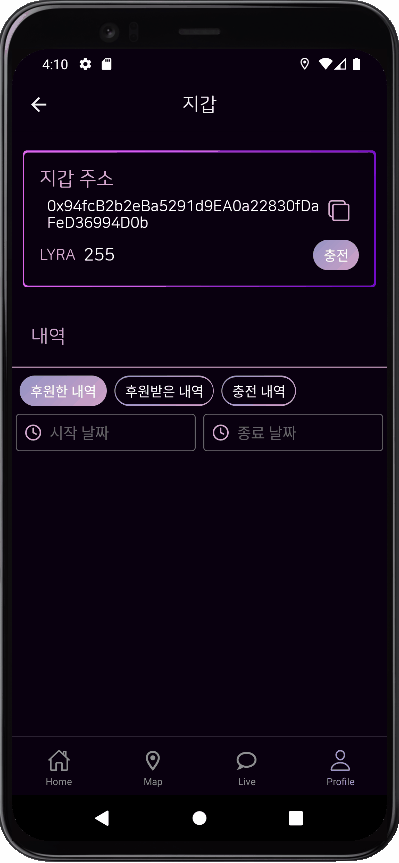 4:10
지갑
지갑 주소
0x94fcB2b2eBa5291d9EA0a22830fDa
FeD36994D0b
LYRA 255 충전
내역
후원한 내역 후원받은 내역 충전 내역
시작 날짜 종료 날짜
Home Map Live Profile